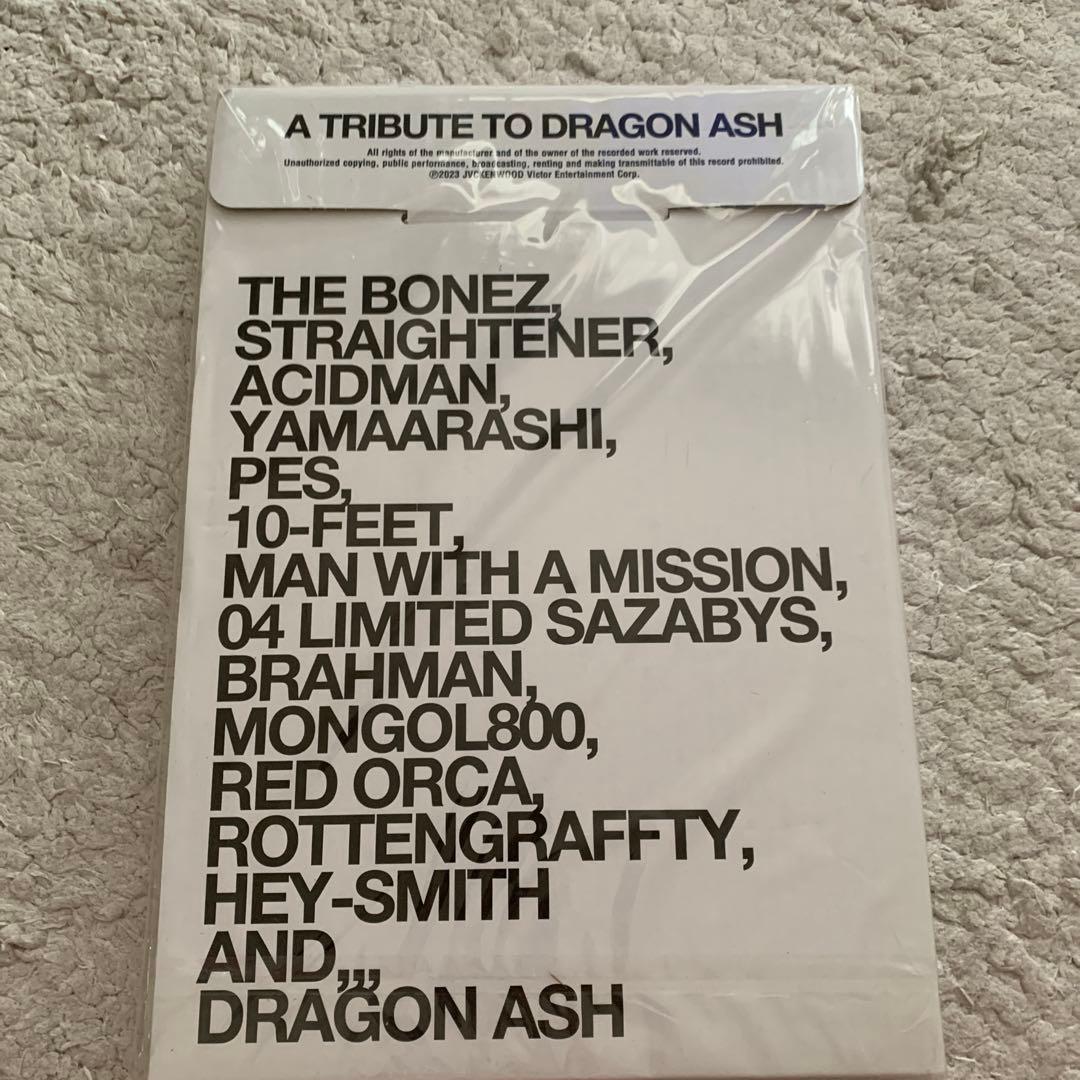 A TRIBUTE TO DRAGON ASH
All rights of the manufacturer and of the owner of the recorded work reserved.
Unauthorized copying, public performance, broadcasting, renting and making transmittable of this record prohibited.
℗2023 JVCKENWOOD Victor Entertainment Corp.
THE BONEZ,
STRAIGHTENER,
ACIDMAN,
YAMAARASHI,
PES,
10-FEET,
MAN WITH A MISSION,
04 LIMITED SAZABYS,
BRAHMAN,
MONGOL800,
RED ORCA,
ROTTENGRAFFTY,
HEY-SMITH
AND,,,
DRAGON ASH